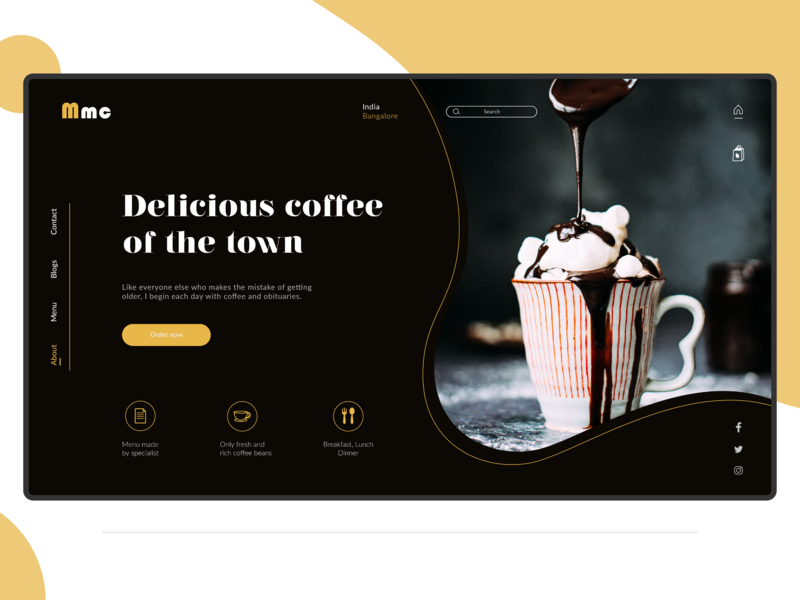 Mmc
India
Bangalore
Search
Delicious coffee
of the town
Like everyone else who makes the mistake of getting
older, I begin each day with coffee and obituaries.
Order now
Contact
Blogs
Menu
About
Menu made
by specialist
Only fresh and
rich coffee beans
Breakfast, Lunch
Dinner